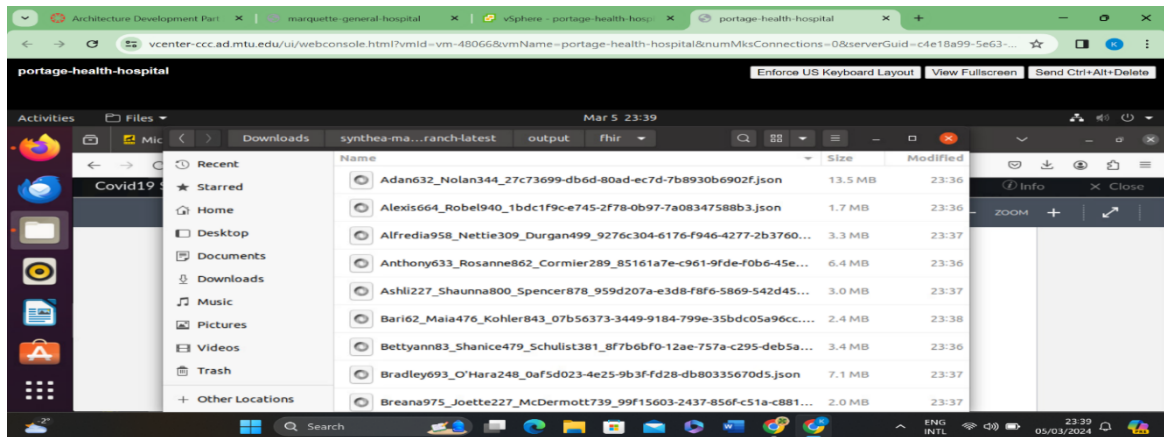 Architecture Development Part
marquette-general-hospital
vSphere - portage-health-hospi
portage-health-hospital
vcenter-ccc.ad.mtu.edu/ui/webconsole.html?vmId=vm-48066&vmName=portage-health-hospital&numMksConnections=0&serverGuid=c4e18a99-5e63-...
K
portage-health-hospital
Enforce US Keyboard Layout View Fullscreen Send Ctrl+Alt+Delete
Activities Files Mar 5 23:39
Mic Downloads synthea-ma...ranch-latest output fhir
Covid19 S
Info × Close
ZOOM
Recent
Starred
Home
Desktop
Documents
Downloads
Music
Pictures
Videos
Trash
+ Other Locations
Name Size Modified
Adan632_Nolan344_27c73699-db6d-80ad-ec7d-7b8930b6902f.json 13.5 MB 23:36
Alexis664_Robel940_1bdc1f9c-e745-2f78-0b97-7a08347588b3.json 1.7 MB 23:36
Alfredia958_Nettie309_Durgan499_9276c304-6176-f946-4277-2b3760... 3.3 MB 23:37
Anthony633_Rosanne862_Cormier289_85161a7e-c961-9fde-f0b6-45e... 6.4 MB 23:36
Ashli227_Shaunna800_Spencer878_959d207a-e3d8-f8f6-5869-542d45... 3.0 MB 23:37
Bari62_Maia476_Kohler843_07b56373-3449-9184-799e-35bdc05a96cc.... 2.4 MB 23:38
Bettyann83_Shanice479_Schulist381_8f7b6bf0-12ae-757a-c295-deb5a... 3.4 MB 23:36
Bradley693_O'Hara248_0af5d023-4e25-9b3f-fd28-db80335670d5.json 7.1 MB 23:37
Breana975_Joette227_McDermott739_99f15603-2437-856f-c51a-c881... 2.0 MB 23:37
-2°
Search
ENG
INTL
23:39
05/03/2024